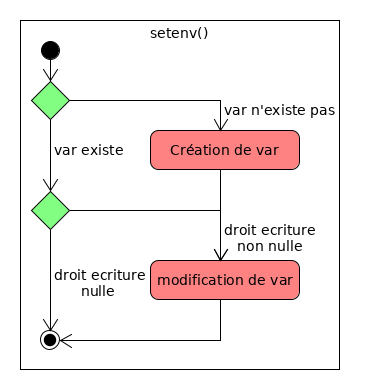 setenv()
var n'existe pas
Création de var
var existe
droit ecriture
non nulle
droit ecriture
nulle
modification de var